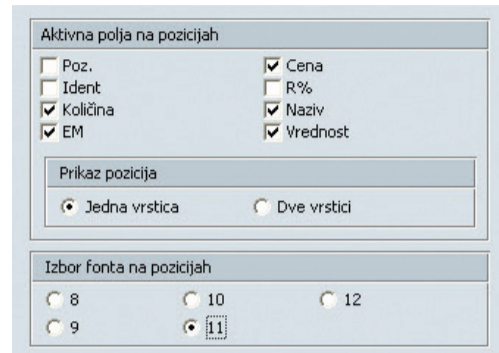 Aktivna polja na pozicijah
Poz. Cena
Ident R%
Količina Naziv
EM Vrednost
Prikaz pozicija
Jedna vrstica Dve vrstici
Izbor fonta na pozicijah
8 10 12
9 11